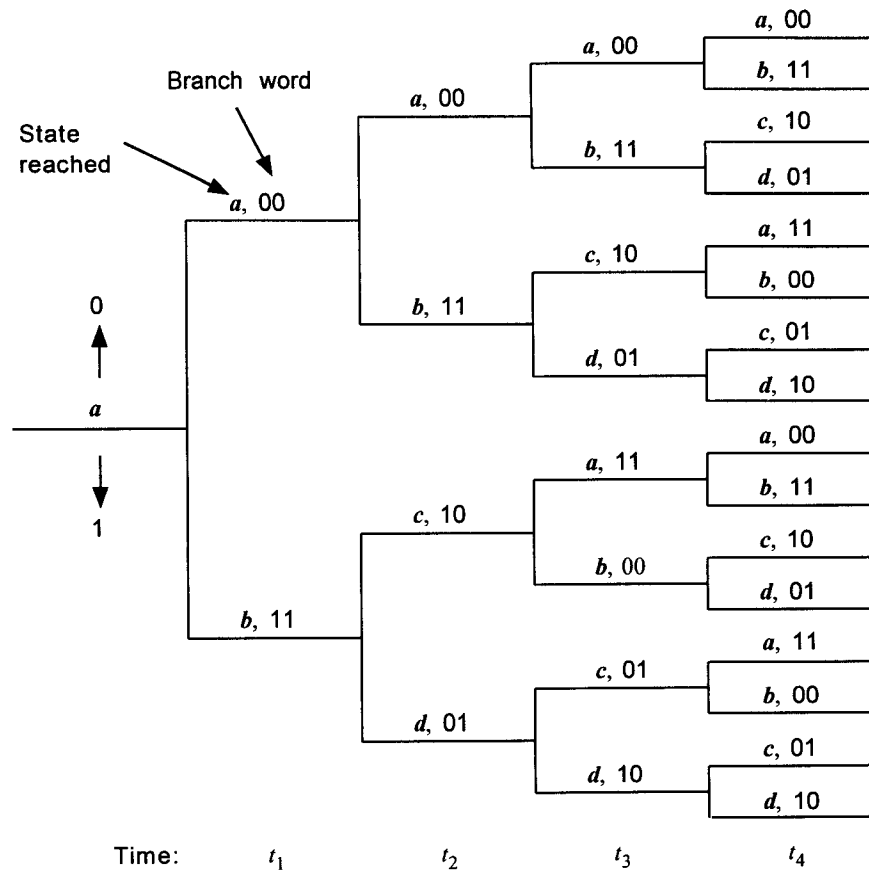 a, 00
a, 00
a, 00
b, 11
Branch word
a, 00
c, 10
State
reached
b, 11
d, 01
a, 00
a, 11
c, 10
b, 00
0
b, 11
c, 01
d, 01
d, 10
a
a, 00
a, 11
b, 11
1
c, 10
c, 10
b, 00
d, 01
b, 11
a, 11
c, 01
b, 00
d, 01
c, 01
d, 10
d, 10
Time: t1 t2 t3 t4